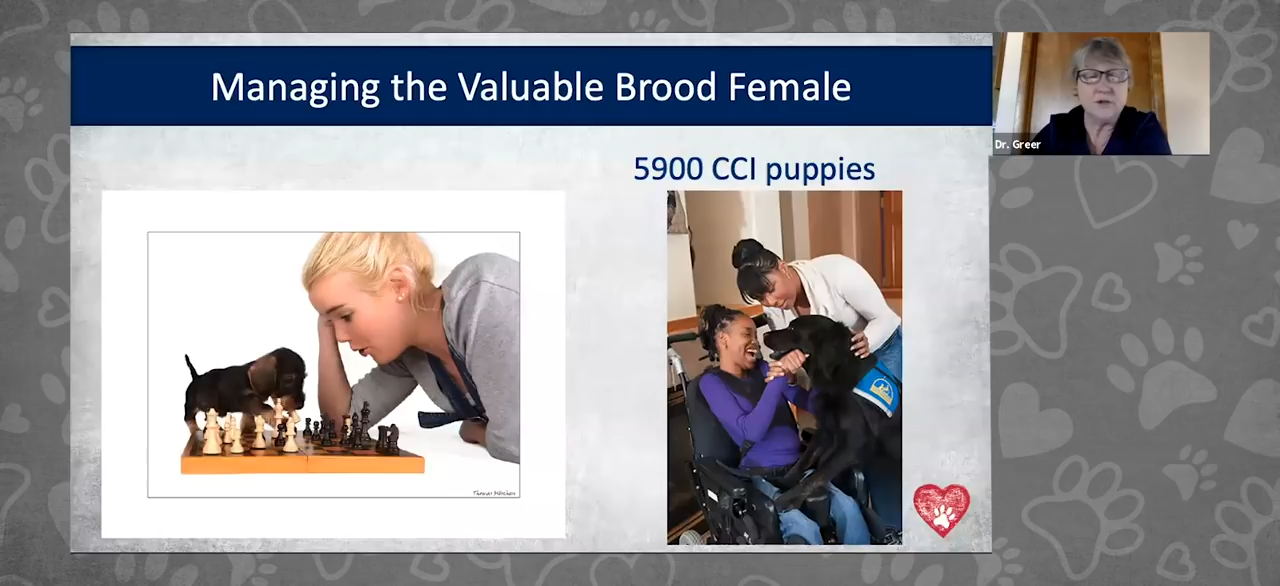 Managing the Valuable Brood Female
Dr. Greer
5900 CCI puppies